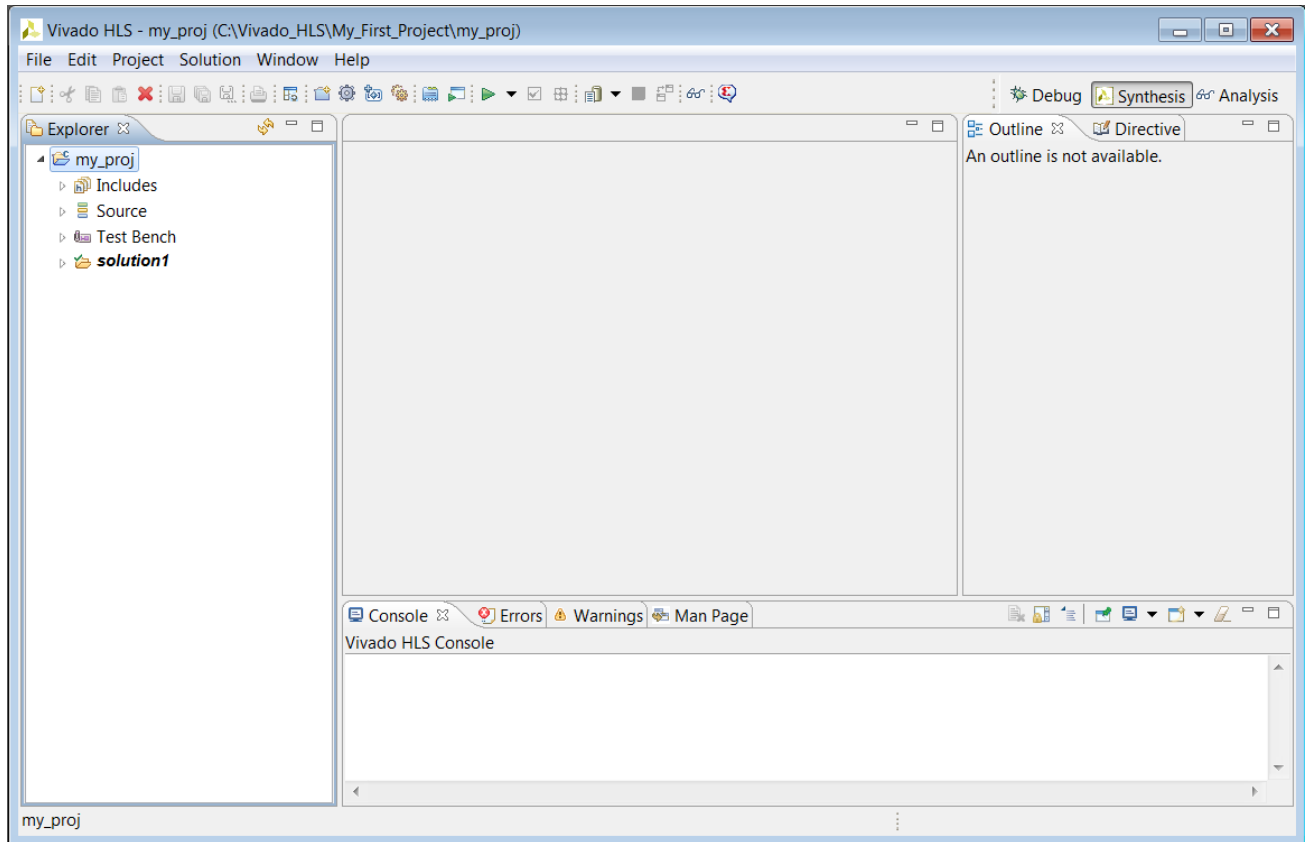 Vivado HLS - my_proj (C:\Vivado_HLS\My_First_Project\my_proj)
File Edit Project Solution Window Help
Debug Synthesis Analysis
Explorer
my_proj
Includes
Source
Test Bench
solution1
Outline Directive
An outline is not available.
Console Errors Warnings Man Page
Vivado HLS Console
my_proj